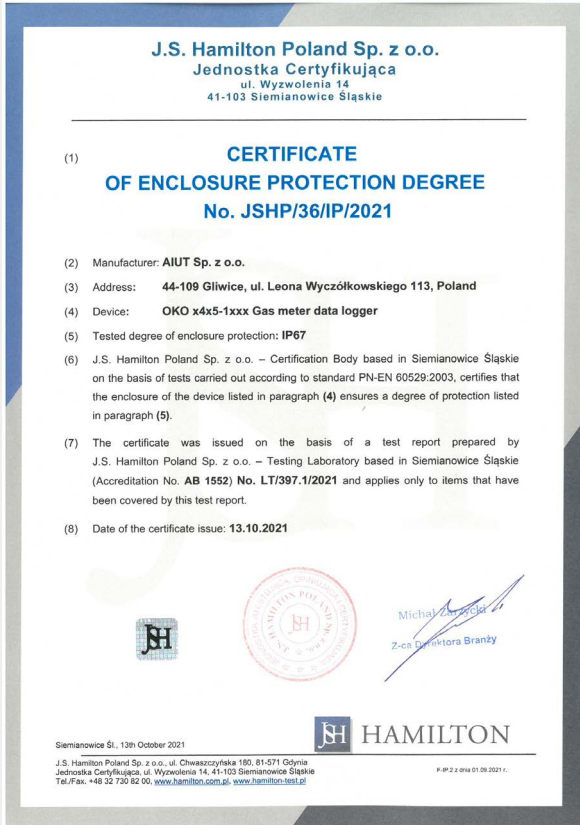 J.S. Hamilton Poland Sp. z o.o.
Jednostka Certyfikująca
ul. Wyzwolenia 14
41-103 Siemianowice Śląskie
(1)
CERTIFICATE
OF ENCLOSURE PROTECTION DEGREE
No. JSHP/36/IP/2021
(2) Manufacturer: AIUT Sp. z o.o.
(3) Address: 44-109 Gliwice, ul. Leona Wyczółkowskiego 113, Poland
(4) Device: OKO x4x5-1xxx Gas meter data logger
(5) Tested degree of enclosure protection: IP67
(6) J.S. Hamilton Poland Sp. z o.o. – Certification Body based in Siemianowice Śląskie
on the basis of tests carried out according to standard PN-EN 60529:2003, certifies that
the enclosure of the device listed in paragraph (4) ensures a degree of protection listed
in paragraph (5).
(7) The certificate was issued on the basis of a test report prepared by
J.S. Hamilton Poland Sp. z o.o. – Testing Laboratory based in Siemianowice Śląskie
(Accreditation No. AB 1552) No. LT/397.1/2021 and applies only to items that have
been covered by this test report.
(8) Date of the certificate issue: 13.10.2021
JSH
JSH
Michał Zarzycki
Z-ca Dyrektora Branży
JSH HAMILTON
Siemianowice Śl., 13th October 2021
J.S. Hamilton Poland Sp. z o.o., ul. Chwaszczyńska 180, 81-571 Gdynia
Jednostka Certyfikująca, ul. Wyzwolenia 14, 41-103 Siemianowice Śląskie
Tel./Fax. +48 32 730 82 00, www.hamilton.com.pl, www.hamilton-test.pl
F-IP.2 z dnia 01.09.2021 r.